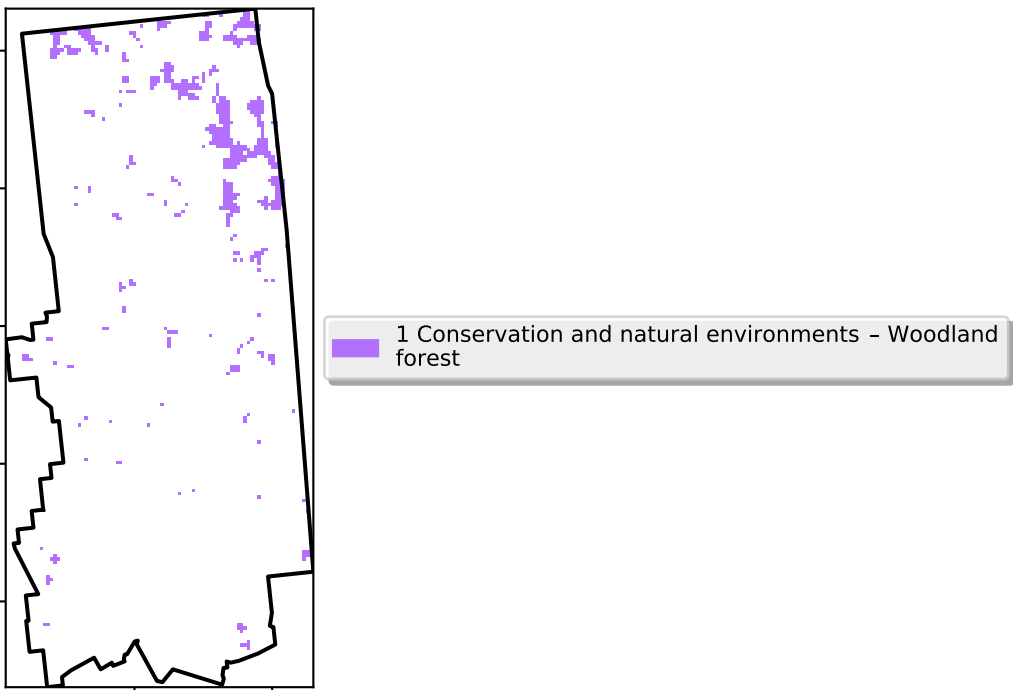 1 Conservation and natural environments – Woodland
forest